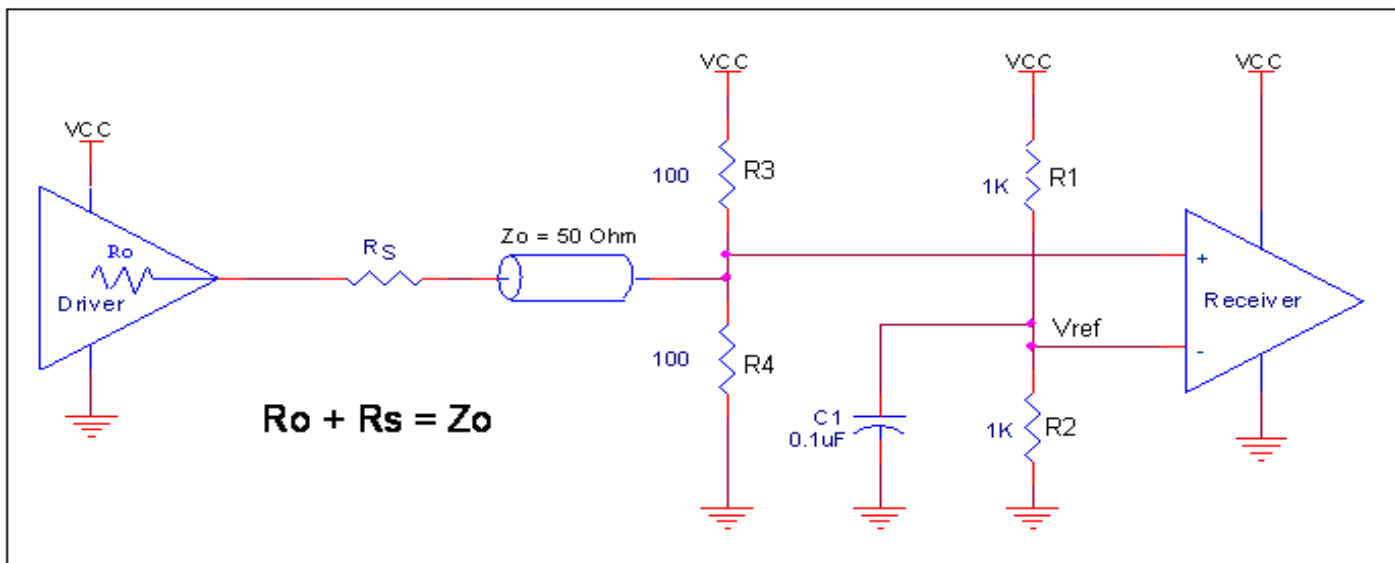 VCC
VCC
VCC
VCC
Ro
Driver
RS
Zo = 50 Ohm
100
R3
1K
R1
+
Receiver
-
Vref
100
R4
C1
0.1uF
1K
R2
Ro + Rs = Zo